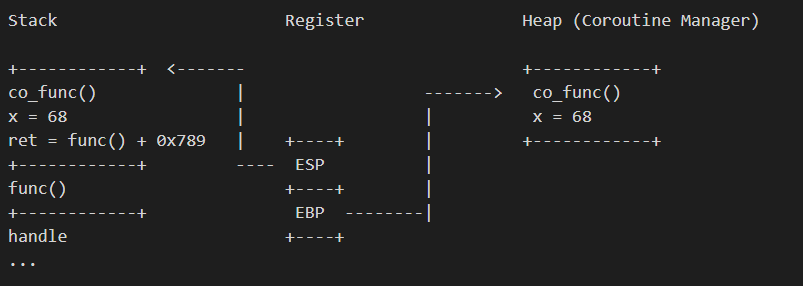 Stack                       Register                    Heap (Coroutine Manager)

+------------+  <-------                                +------------+
co_func()              |                      ------->   co_func()
x = 68                 |                      |          x = 68
ret = func() + 0x789   |    +----+            |         +------------+
+------------+         ----  ESP              |
func()                      +----+            |
+------------+               EBP  --------|
handle                      +----+
...